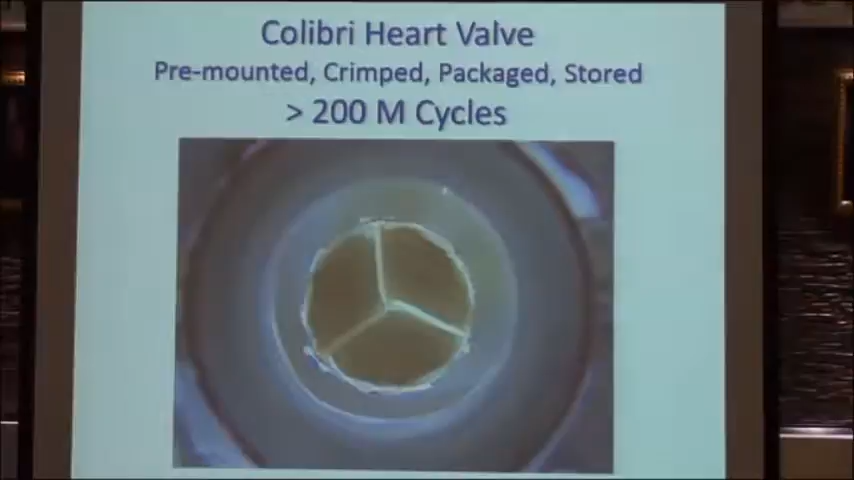 Colibri Heart Valve
Pre-mounted, Crimped, Packaged, Stored
> 200 M Cycles